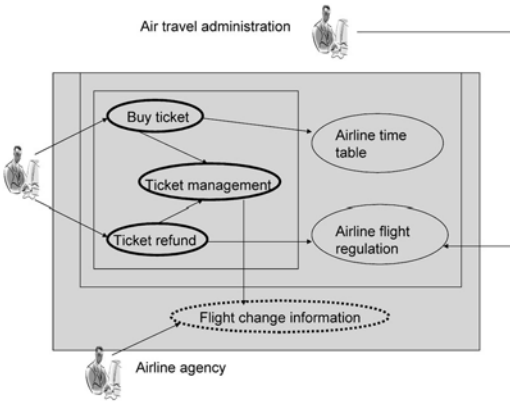 Air travel administration
Buy ticket
Airline time
table
Ticket management
Ticket refund
Airline flight
regulation
Flight change information
Airline agency